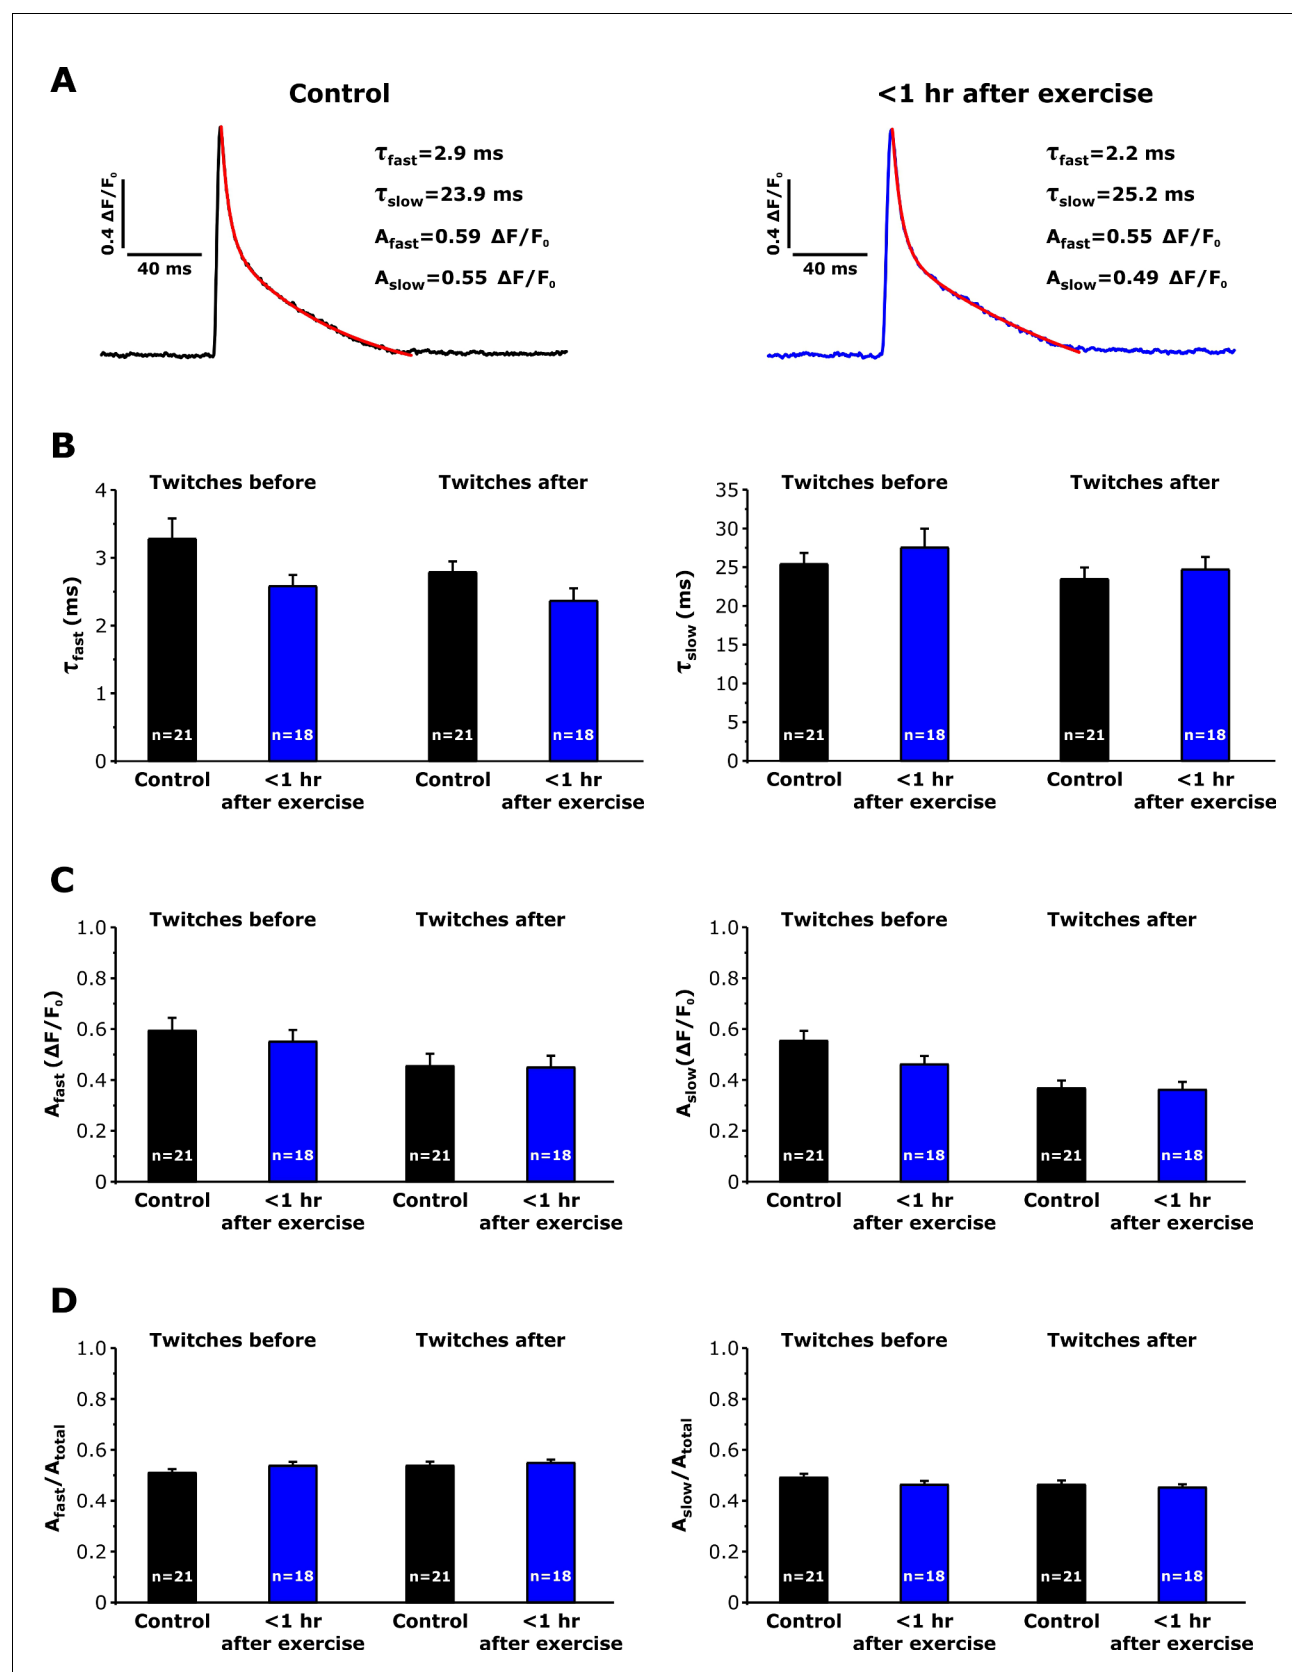 A
Control
<1 hr after exercise
τfast=2.9 ms
τslow=23.9 ms
Afast=0.59 ΔF/F₀
Aslow=0.55 ΔF/F₀
0.4 ΔF/F₀
40 ms
τfast=2.2 ms
τslow=25.2 ms
Afast=0.55 ΔF/F₀
Aslow=0.49 ΔF/F₀
0.4 ΔF/F₀
40 ms
B
Twitches before
Twitches after
τfast (ms)
4
3
2
1
0
n=21
n=18
n=21
n=18
Control
<1 hr
after exercise
Control
<1 hr
after exercise
Twitches before
Twitches after
τslow (ms)
35
30
25
20
15
10
5
0
n=21
n=18
n=21
n=18
Control
<1 hr
after exercise
Control
<1 hr
after exercise
C
Twitches before
Twitches after
Afast (ΔF/F₀)
1.0
0.8
0.6
0.4
0.2
0
n=21
n=18
n=21
n=18
Control
<1 hr
after exercise
Control
<1 hr
after exercise
Twitches before
Twitches after
Aslow(ΔF/F₀)
1.0
0.8
0.6
0.4
0.2
0
n=21
n=18
n=21
n=18
Control
<1 hr
after exercise
Control
<1 hr
after exercise
D
Twitches before
Twitches after
Afast/Atotal
1.0
0.8
0.6
0.4
0.2
0
n=21
n=18
n=21
n=18
Control
<1 hr
after exercise
Control
<1 hr
after exercise
Twitches before
Twitches after
Aslow/Atotal
1.0
0.8
0.6
0.4
0.2
0
n=21
n=18
n=21
n=18
Control
<1 hr
after exercise
Control
<1 hr
after exercise